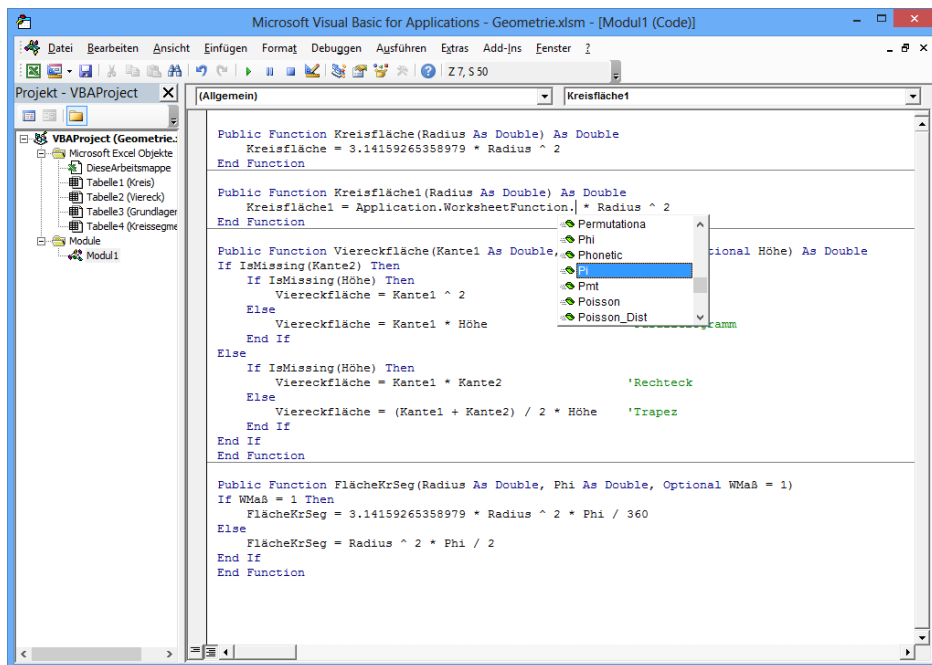 Microsoft Visual Basic for Applications - Geometrie.xlsm - [Modul1 (Code)]
Datei Bearbeiten Ansicht Einfügen Format Debuggen Ausführen Extras Add-Ins Fenster ?
Z 7, S 50
Projekt - VBAProject
VBAProject (Geometrie.
Microsoft Excel Objekte
DieseArbeitsmappe
Tabelle1 (Kreis)
Tabelle2 (Viereck)
Tabelle3 (Grundlager
Tabelle4 (Kreissegme
Module
Modul1
(Allgemein)
Kreisfläche1
Public Function Kreisfläche(Radius As Double) As Double
Kreisfläche = 3.14159265358979 * Radius ^ 2
End Function
Public Function Kreisfläche1(Radius As Double) As Double
Kreisfläche1 = Application.WorksheetFunction. * Radius ^ 2
End Function
Permutationa
Phi
Phonetic
Pi
Pmt
Poisson
Poisson_Dist
Public Function Viereckfläche(Kante1 As Double, tional Höhe) As Double
If IsMissing(Kante2) Then
If IsMissing(Höhe) Then
Viereckfläche = Kante1 ^ 2
Else
Viereckfläche = Kante1 * Höhe ramm
End If
Else
If IsMissing(Höhe) Then
Viereckfläche = Kante1 * Kante2 'Rechteck
Else
Viereckfläche = (Kante1 + Kante2) / 2 * Höhe 'Trapez
End If
End If
End Function
Public Function FlächeKrSeg(Radius As Double, Phi As Double, Optional WMaß = 1)
If WMaß = 1 Then
FlächeKrSeg = 3.14159265358979 * Radius ^ 2 * Phi / 360
Else
FlächeKrSeg = Radius ^ 2 * Phi / 2
End If
End Function